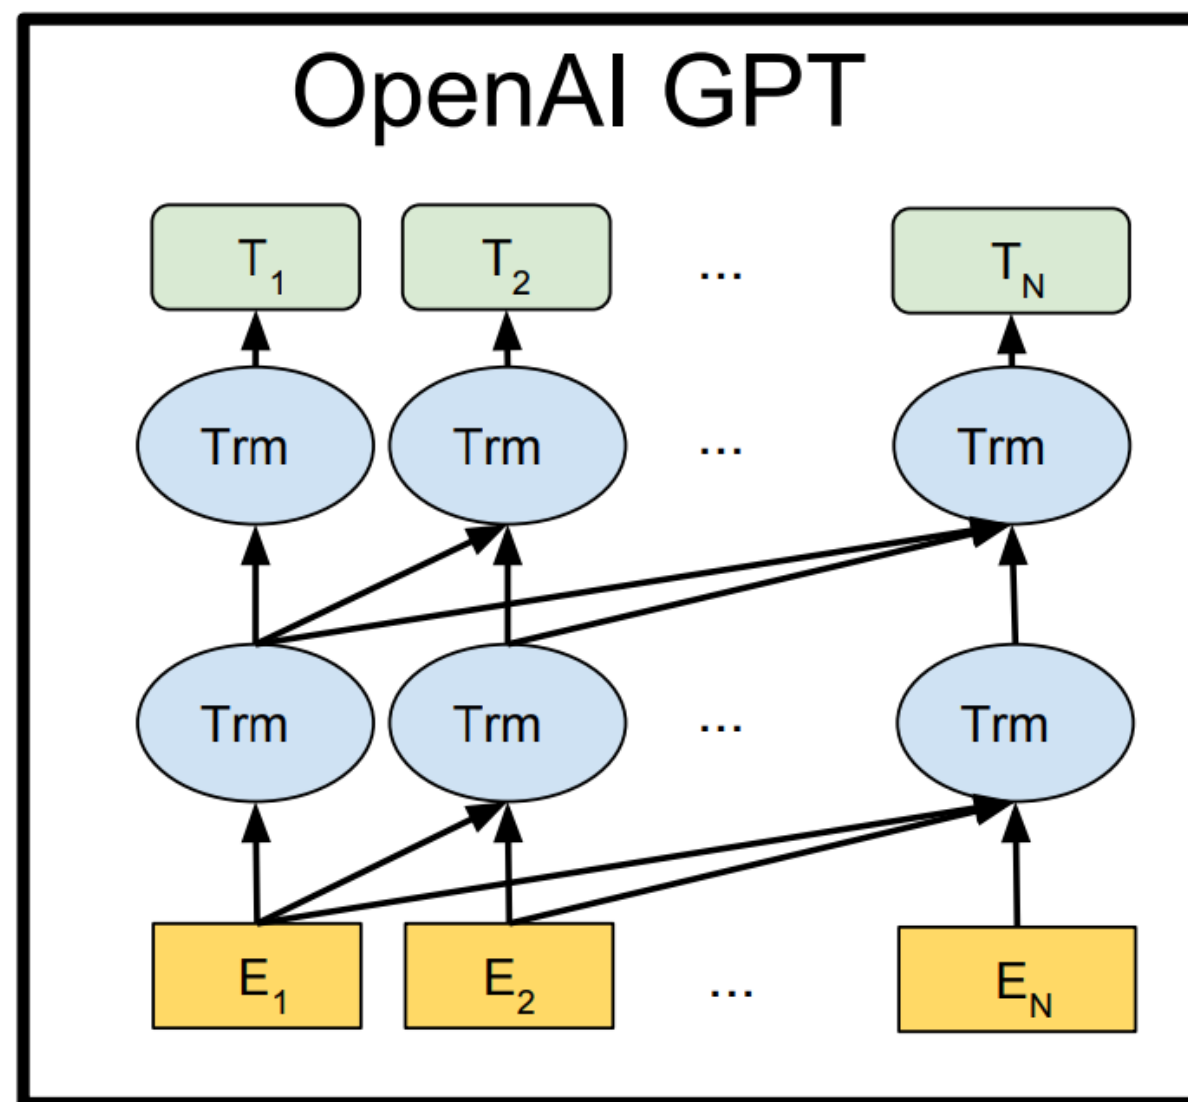 OpenAI GPT
T1 T2 ... TN
Trm Trm ... Trm
Trm Trm ... Trm
E1 E2 ... EN